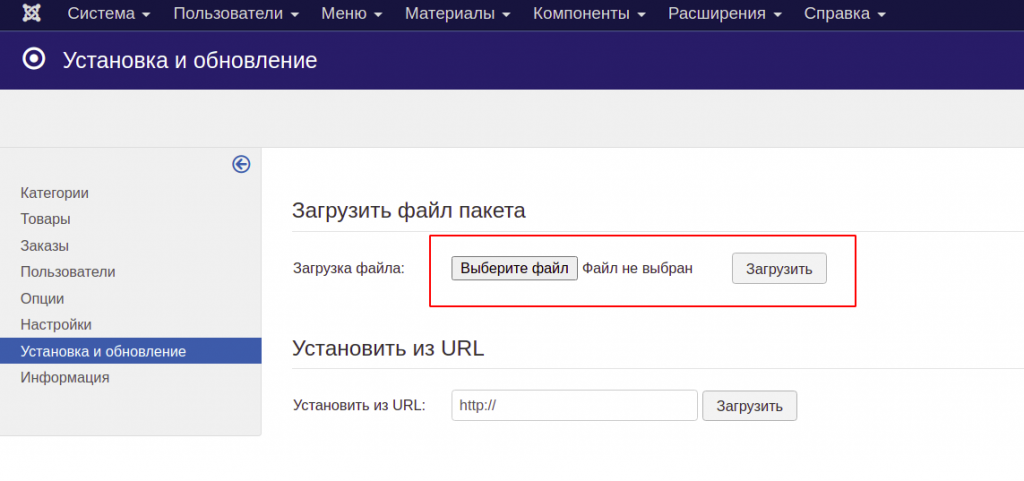 Система Пользователи Меню Материалы Компоненты Расширения Справка
Установка и обновление
Категории
Товары
Заказы
Пользователи
Опции
Настройки
Установка и обновление
Информация
Загрузить файл пакета
Загрузка файла: Выберите файл Файл не выбран Загрузить
Установить из URL
Установить из URL: http:// Загрузить